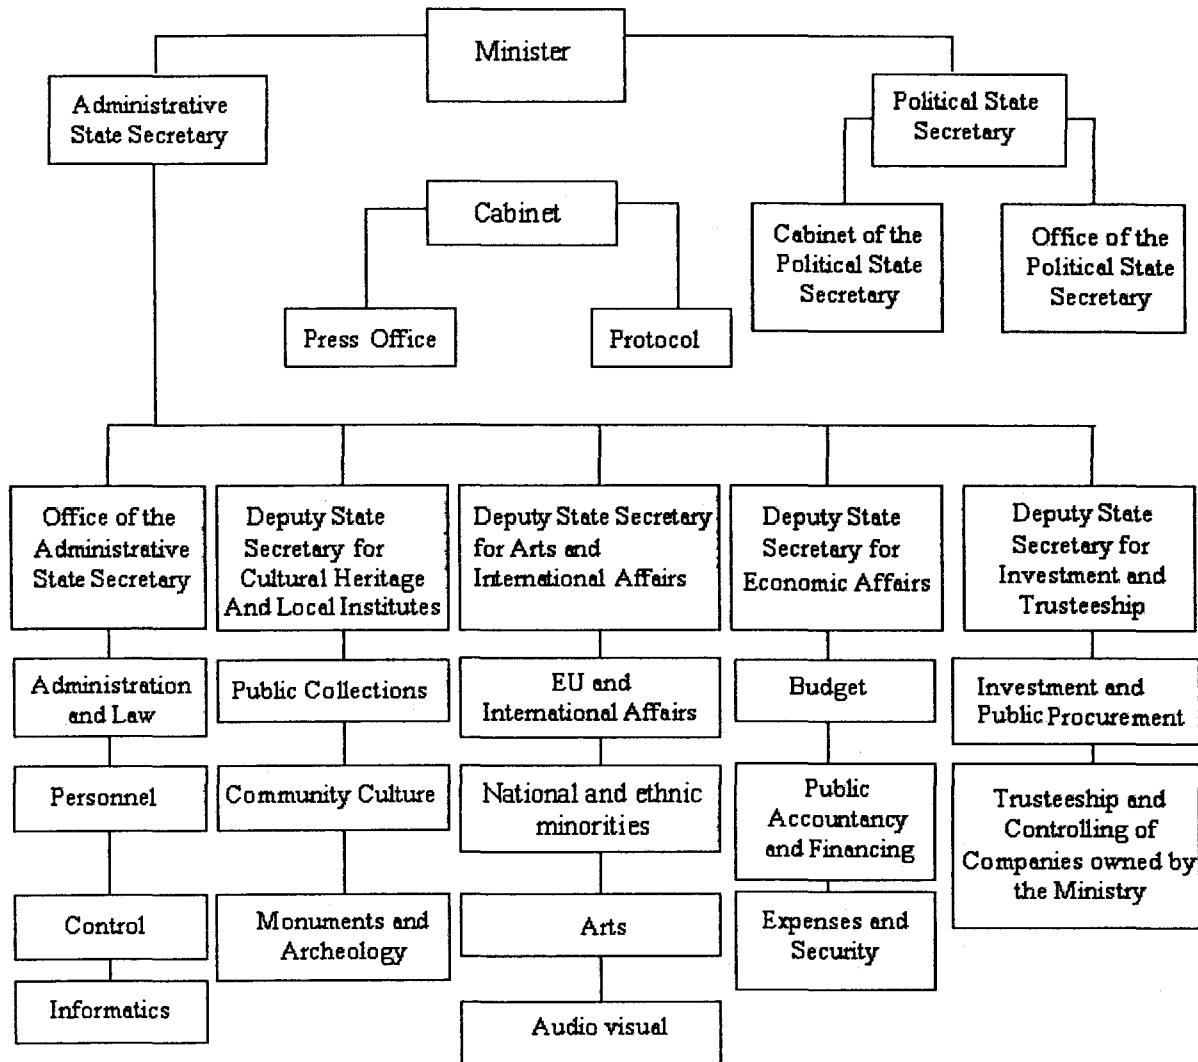 Minister
Administrative
State Secretary
Political State
Secretary
Cabinet
Cabinet of the
Political State
Secretary
Office of the
Political State
Secretary
Press Office
Protocol
Office of the
Administrative
State Secretary
Deputy State
Secretary for
Cultural Heritage
And Local Institutes
Deputy State Secretary
for Arts and
International Affairs
Deputy State
Secretary for
Economic Affairs
Deputy State
Secretary for
Investment and
Trusteeship
Administration
and Law
Public Collections
EU and
International Affairs
Budget
Investment and
Public Procurement
Personnel
Community Culture
National and ethnic
minorities
Public
Accountancy
and Financing
Trusteeship and
Controlling of
Companies owned by
the Ministry
Control
Monuments and
Archeology
Arts
Expenses and
Security
Informatics
Audio visual